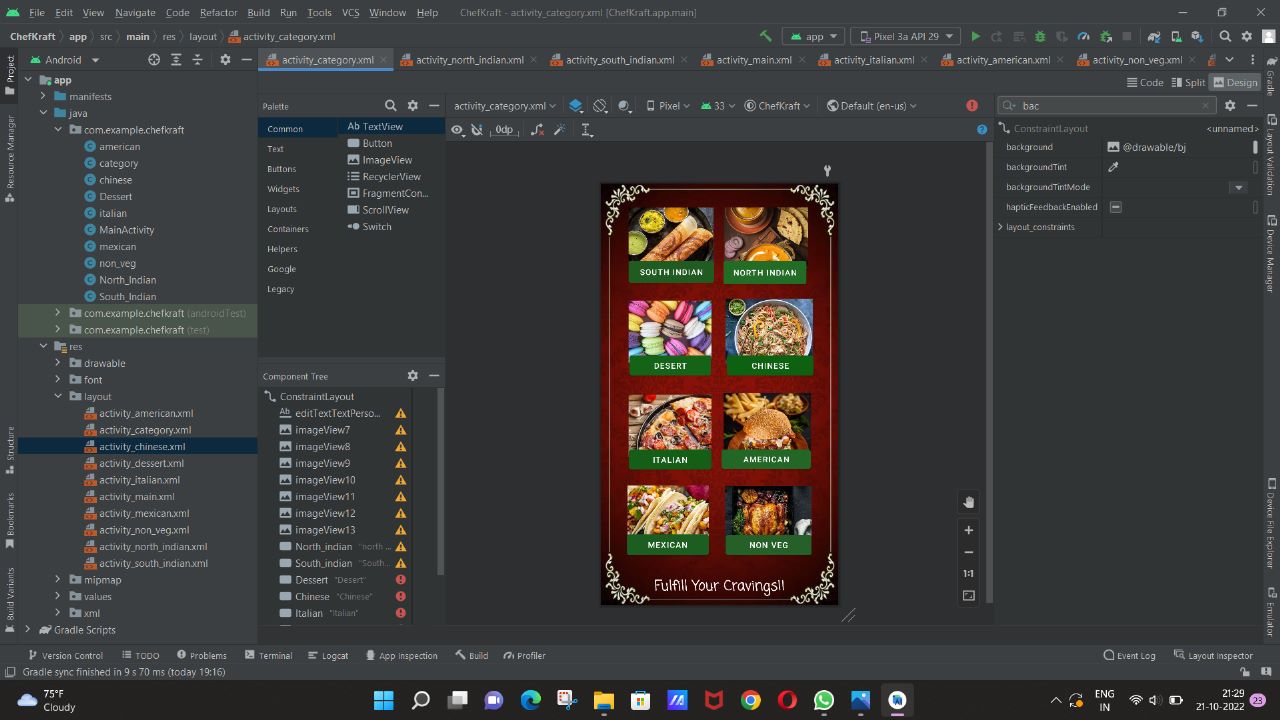 File Edit View Navigate Code Refactor Build Run Tools VCS Window Help ChefKraft - activity_category.xml [ChefKraft.app.main]
ChefKraft app src main res layout activity_category.xml app Pixel 3a API 29
Android activity_category.xml activity_north_indian.xml activity_south_indian.xml activity_main.xml activity_italian.xml activity_american.xml activity_non_veg.xml
Code Split Design
Project
Resource Manager
Structure
Bookmarks
Build Variants
app
manifests
java
com.example.chefkraft
american
category
chinese
Dessert
italian
MainActivity
mexican
non_veg
North_Indian
South_Indian
com.example.chefkraft (androidTest)
com.example.chefkraft (test)
res
drawable
font
layout
activity_american.xml
activity_category.xml
activity_chinese.xml
activity_dessert.xml
activity_italian.xml
activity_main.xml
activity_mexican.xml
activity_non_veg.xml
activity_north_indian.xml
activity_south_indian.xml
mipmap
values
xml
Gradle Scripts
Palette
Common
Text
Buttons
Widgets
Layouts
Containers
Helpers
Google
Legacy
Ab TextView
Button
ImageView
RecyclerView
FragmentCon...
ScrollView
Switch
Component Tree
ConstraintLayout
Ab editTextTextPerso...
imageView7
imageView8
imageView9
imageView10
imageView11
imageView12
imageView13
North_indian "north ...
South_indian "South...
Dessert "Dessert"
Chinese "Chinese"
Italian "Italian"
activity_category.xml Pixel 33 ChefKraft Default (en-us)
0dp
SOUTH INDIAN NORTH INDIAN
DESERT CHINESE
ITALIAN AMERICAN
MEXICAN NON VEG
Fulfill Your Cravings!!
1:1
bac
ConstraintLayout <unnamed>
background @drawable/bj
backgroundTint
backgroundTintMode
hapticFeedbackEnabled
layout_constraints
Gradle
Layout Validation
Device Manager
Device File Explorer
Emulator
Version Control TODO Problems Terminal Logcat App Inspection Build Profiler Event Log Layout Inspector
Gradle sync finished in 9 s 70 ms (today 19:16)
75°F
Cloudy
ENG
IN
21:29
21-10-2022
23